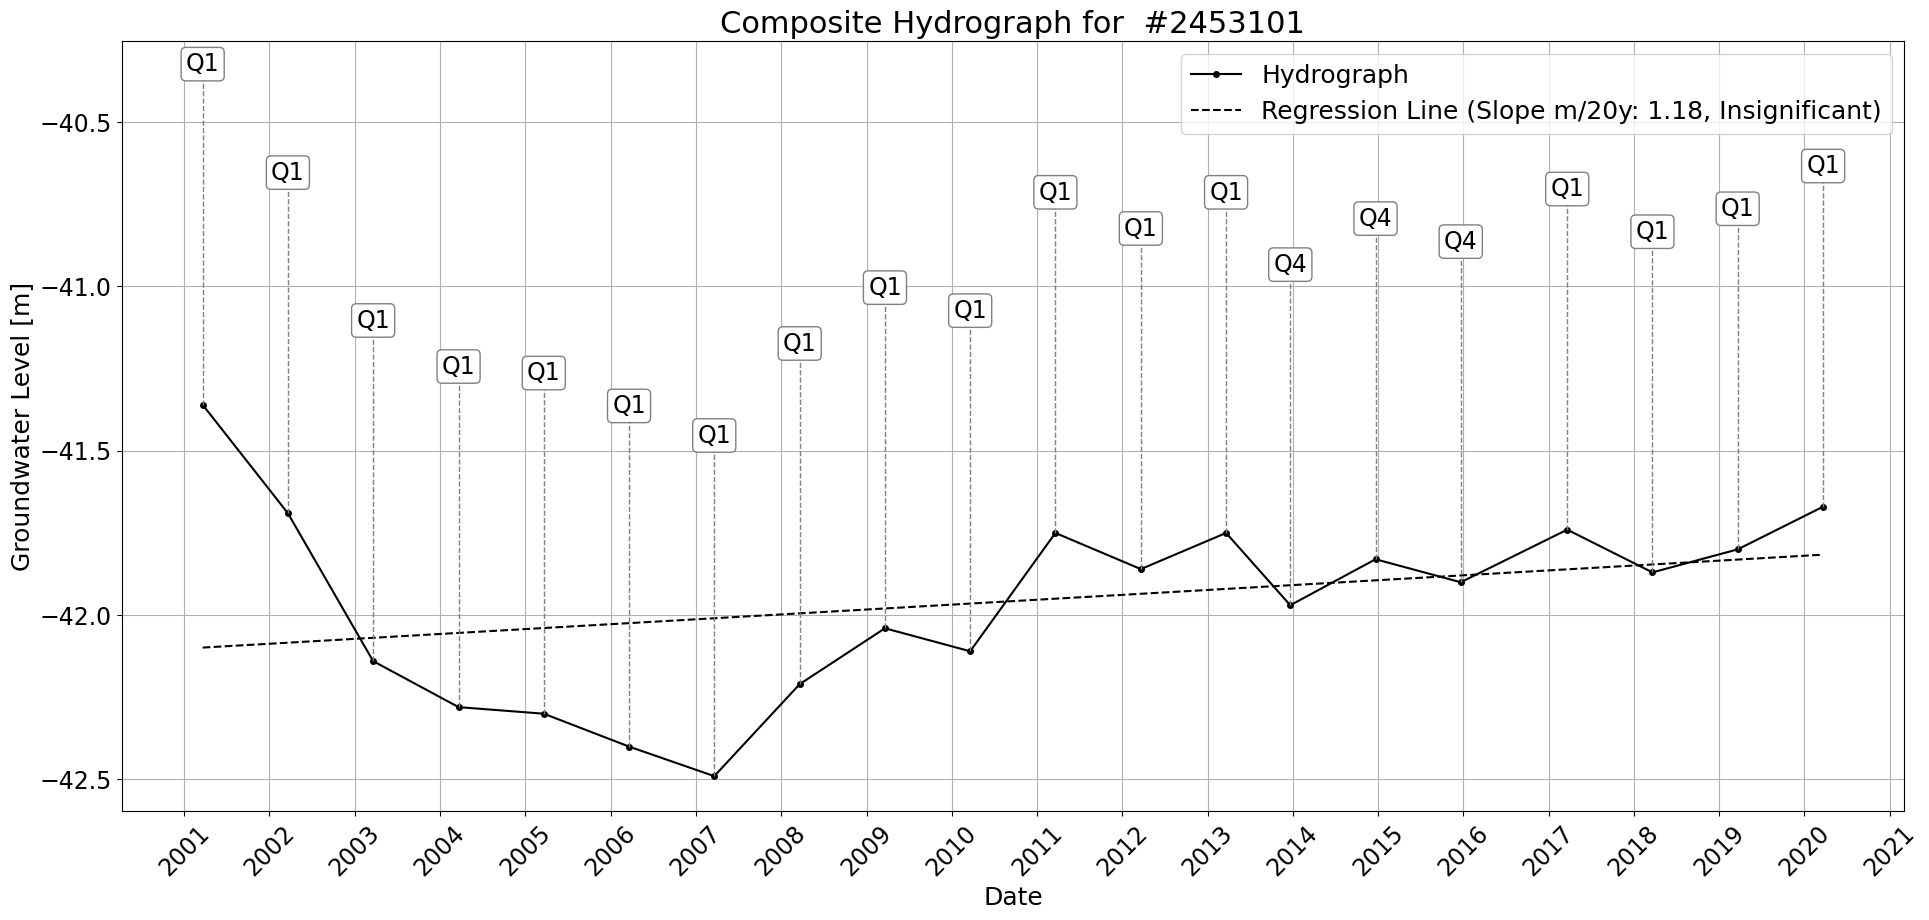 Composite Hydrograph for  #2453101
Hydrograph
Regression Line (Slope m/20y: 1.18, Insignificant)
Groundwater Level [m]
−40.5
−41.0
−41.5
−42.0
−42.5
Q1
Q1
Q1
Q1
Q1
Q1
Q1
Q1
Q1
Q1
Q1
Q1
Q1
Q4
Q4
Q4
Q1
Q1
Q1
Q1
2001
2002
2003
2004
2005
2006
2007
2008
2009
2010
2011
2012
2013
2014
2015
2016
2017
2018
2019
2020
2021
Date